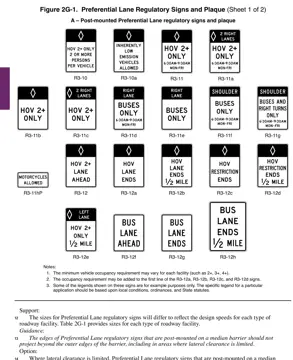 Figure 2G-1. Preferential Lane Regulatory Signs and Plaque (Sheet 1 of 2)
A – Post-mounted Preferential Lane regulatory signs and plaque
HOV 2+ ONLY
2 OR MORE
PERSONS
PER VEHICLE
R3-10
INHERENTLY
LOW
EMISSION
VEHICLES
ALLOWED
R3-10a
HOV 2+
ONLY
6:30AM-9:30AM
MON-FRI
R3-11
2 RIGHT
LANES
HOV 2+
ONLY
6:30AM-9:30AM
MON-FRI
R3-11a
HOV 2+
ONLY
R3-11b
2 RIGHT
LANES
HOV 2+
ONLY
R3-11c
RIGHT
LANE
BUSES
ONLY
6:30AM-9:30AM
MON-FRI
R3-11d
RIGHT
LANE
BUSES
ONLY
R3-11e
SHOULDER
BUSES
ONLY
6:30AM-9:30AM
MON-FRI
R3-11f
SHOULDER
BUSES AND
RIGHT TURNS
ONLY
6:30AM-9:30AM
MON-FRI
R3-11g
MOTORCYCLES
ALLOWED
R3-11hP
HOV 2+
LANE
AHEAD
R3-12
HOV 2+
LANE
ENDS
R3-12a
HOV
LANE
ENDS
1/2 MILE
R3-12b
HOV
RESTRICTION
ENDS
R3-12c
HOV
RESTRICTION
ENDS
1/2 MILE
R3-12d
LEFT
LANE
HOV 2+
ONLY
1/2 MILE
R3-12e
BUS
LANE
AHEAD
R3-12f
BUS
LANE
ENDS
R3-12g
BUS
LANE
ENDS
1/2 MILE
R3-12h
Notes:
1. The minimum vehicle occupancy requirement may vary for each facility (such as 2+, 3+, 4+).
2. The occupancy requirement may be added to the first line of the R3-12a, R3-12b, R3-12c, and R3-12d signs.
3. Some of the legends shown on these signs are for example purposes only. The specific legend for a particular
application should be based upon local conditions, ordinances, and State statutes.
Support:
The sizes for Preferential Lane regulatory signs will differ to reflect the design speeds for each type of
roadway facility. Table 2G-1 provides sizes for each type of roadway facility.
Guidance:
The edges of Preferential Lane regulatory signs that are post-mounted on a median barrier should not
project beyond the outer edges of the barrier, including in areas where lateral clearance is limited.
Option:
Where lateral clearance is limited, Preferential Lane regulatory signs that are post-mounted on a median